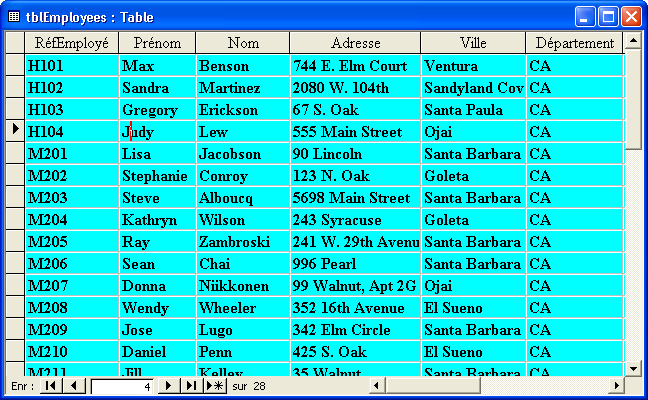 tblEmployees : Table
RéfEmployé Prénom Nom Adresse Ville Département
H101 Max Benson 744 E. Elm Court Ventura CA
H102 Sandra Martinez 2080 W. 104th Sandyland Cov CA
H103 Gregory Erickson 67 S. Oak Santa Paula CA
H104 Judy Lew 555 Main Street Ojai CA
M201 Lisa Jacobson 90 Lincoln Santa Barbara CA
M202 Stephanie Conroy 123 N. Oak Goleta CA
M203 Steve Alboucq 5698 Main Street Santa Barbara CA
M204 Kathryn Wilson 243 Syracuse Goleta CA
M205 Ray Zambroski 241 W. 29th Avenu Santa Barbara CA
M206 Sean Chai 996 Pearl Santa Barbara CA
M207 Donna Niikkonen 99 Walnut, Apt 2G Ojai CA
M208 Wendy Wheeler 352 16th Avenue El Sueno CA
M209 Jose Lugo 342 Elm Circle Santa Barbara CA
M210 Daniel Penn 425 S. Oak El Sueno CA
M211 Jill Kelley 35 Walnut Santa Barbara CA
Enr : 4 sur 28